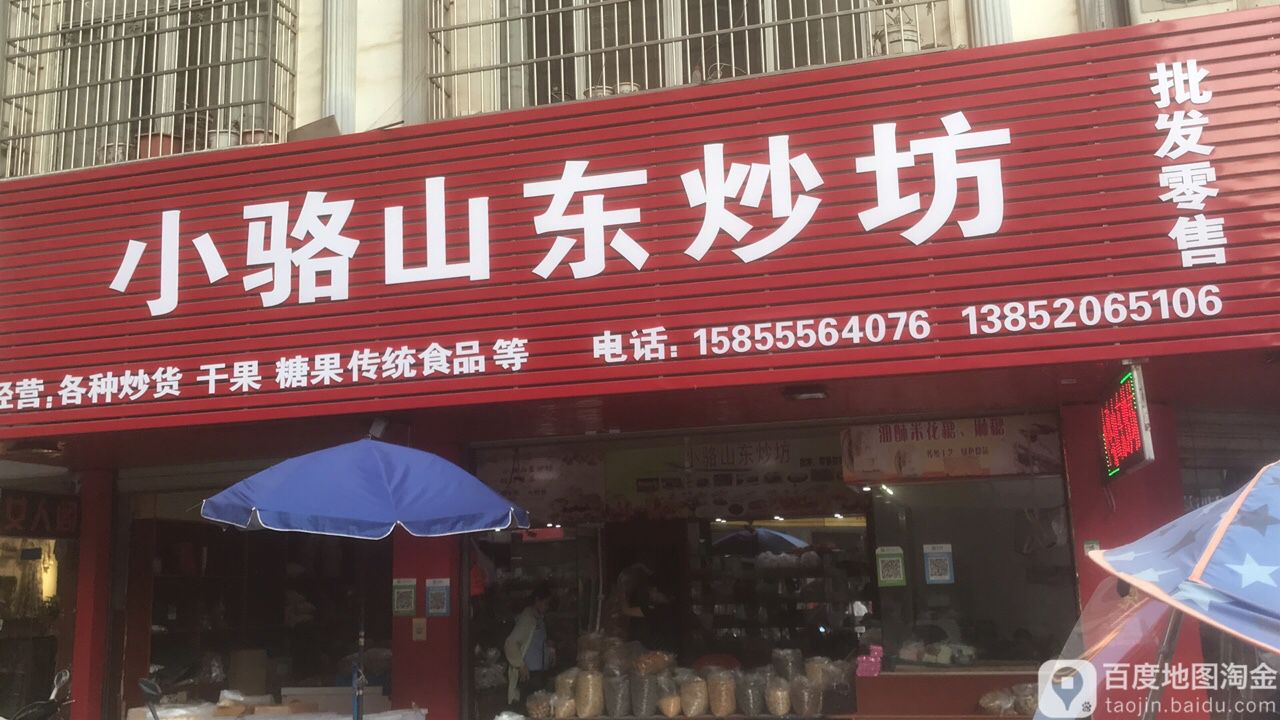 小骆山东炒坊
批发零售
经营:各种炒货 干果 糖果传统食品等
电话: 15855564076 13852065106
小骆山东炒坊
百度地图淘金
taojin.baidu.com